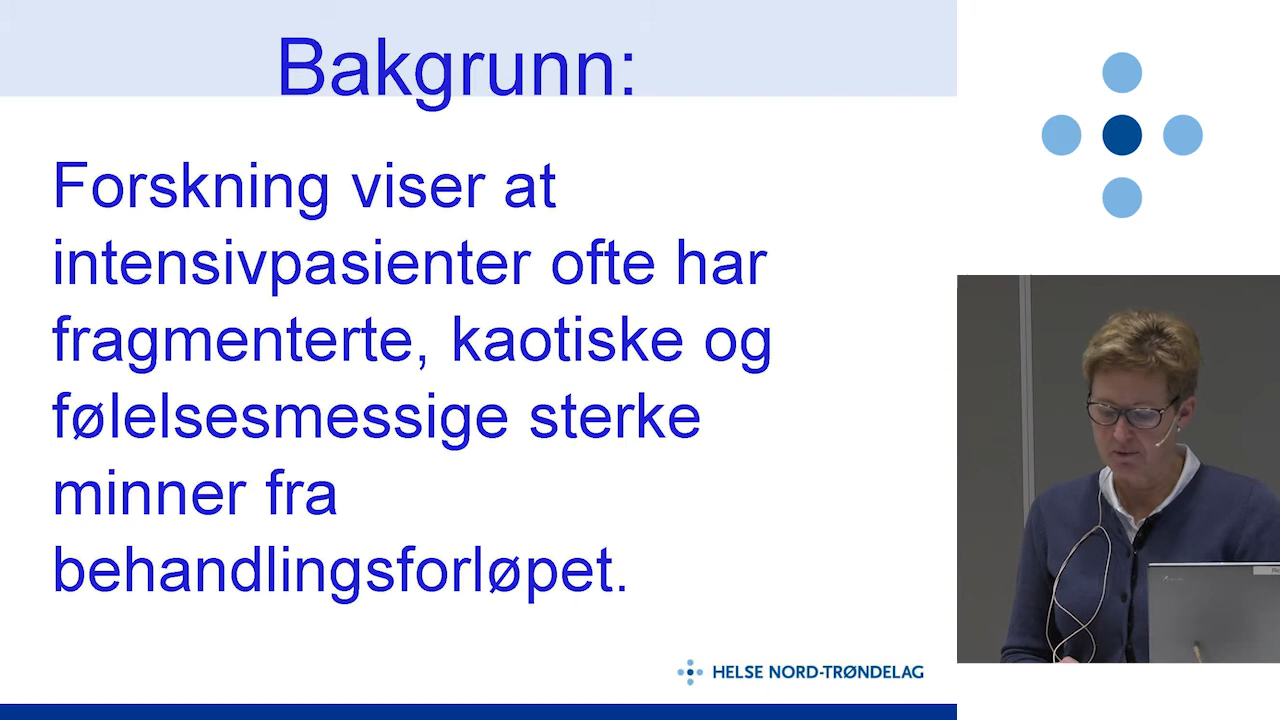 Bakgrunn:
Forskning viser at
intensivpasienter ofte har
fragmenterte, kaotiske og
følelsesmessige sterke
minner fra
behandlingsforløpet.
HELSE NORD-TRØNDELAG